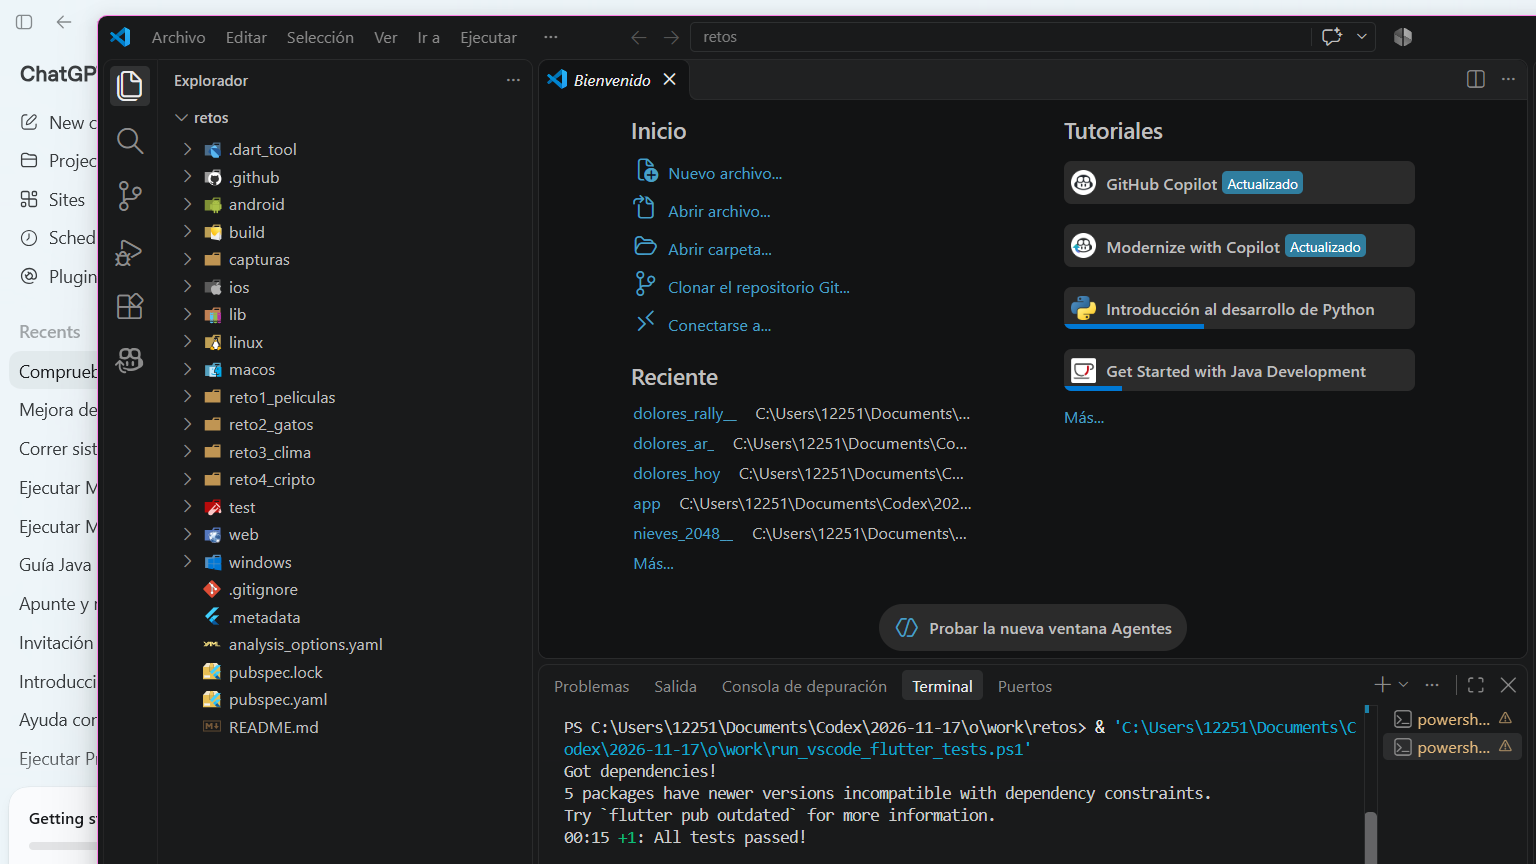 ChatGP
New c
Projec
Sites
Sched
Plugin
Recents
Comprueb
Mejora de
Correr sist
Ejecutar M
Ejecutar M
Guía Java
Apunte y r
Invitación
Introducci
Ayuda cor
Ejecutar Pr
Getting st
Archivo Editar Selección Ver Ir a Ejecutar ···
retos
Explorador ···
retos
.dart_tool
.github
android
build
capturas
ios
lib
linux
macos
reto1_peliculas
reto2_gatos
reto3_clima
reto4_cripto
test
web
windows
.gitignore
.metadata
analysis_options.yaml
pubspec.lock
pubspec.yaml
README.md
Bienvenido
Inicio
Nuevo archivo...
Abrir archivo...
Abrir carpeta...
Clonar el repositorio Git...
Conectarse a...
Reciente
dolores_rally__ C:\Users\12251\Documents\...
dolores_ar_ C:\Users\12251\Documents\Co...
dolores_hoy C:\Users\12251\Documents\C...
app C:\Users\12251\Documents\Codex\202...
nieves_2048__ C:\Users\12251\Documents\...
Más...
Tutoriales
GitHub Copilot Actualizado
Modernize with Copilot Actualizado
Introducción al desarrollo de Python
Get Started with Java Development
Más...
Probar la nueva ventana Agentes
Problemas Salida Consola de depuración Terminal Puertos
PS C:\Users\12251\Documents\Codex\2026-11-17\o\work\retos> & 'C:\Users\12251\Documents\C
odex\2026-11-17\o\work\run_vscode_flutter_tests.ps1'
Got dependencies!
5 packages have newer versions incompatible with dependency constraints.
Try `flutter pub outdated` for more information.
00:15 +1: All tests passed!
powersh...
powersh...